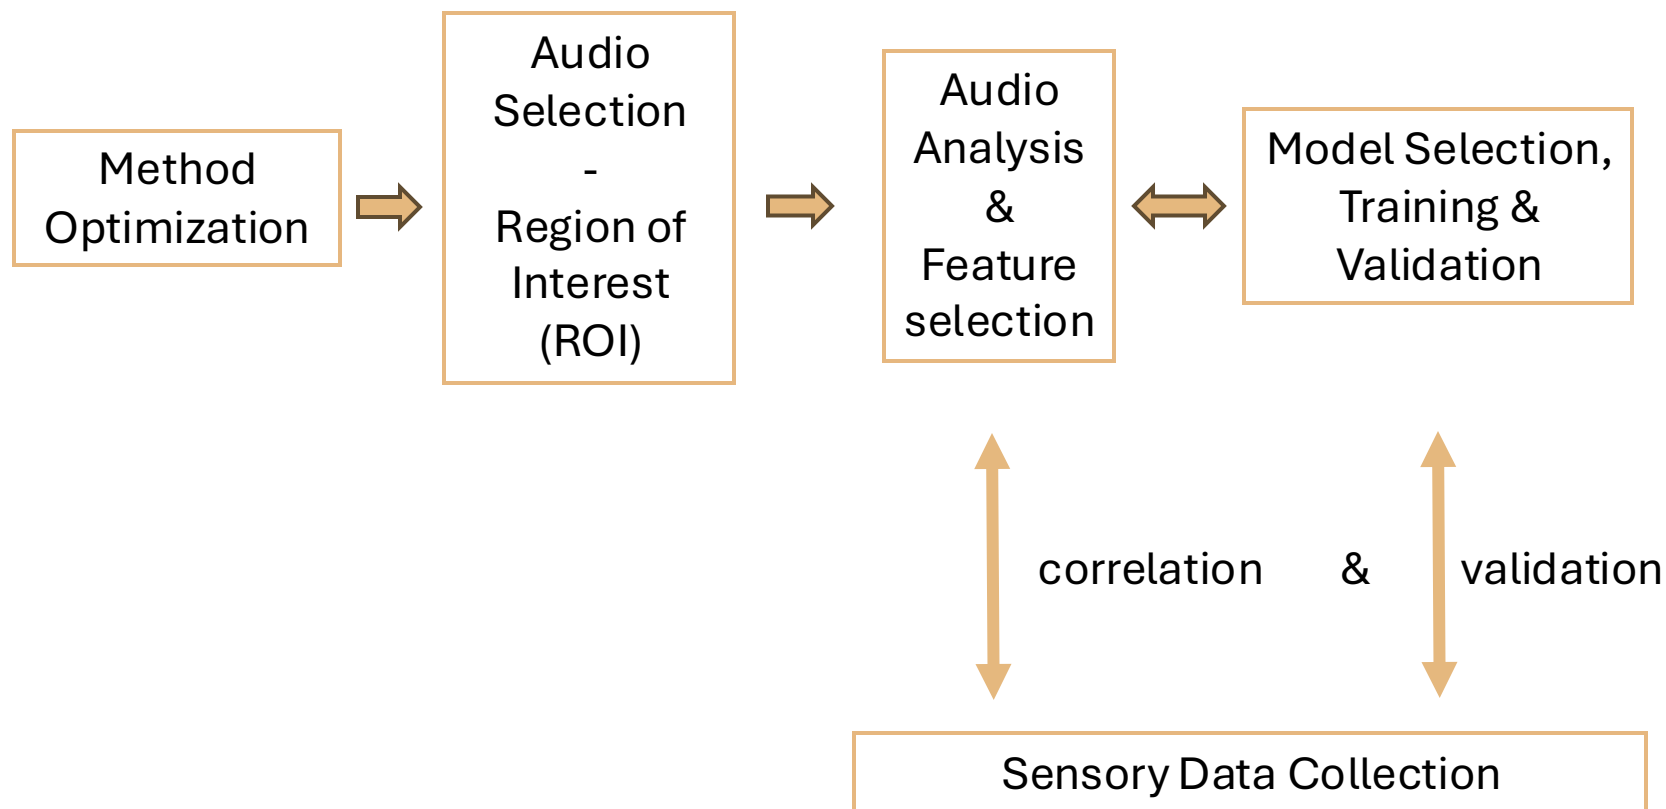 Method
Optimization
Audio
Selection
-
Region of
Interest
(ROI)
Audio
Analysis
&
Feature
selection
Model Selection,
Training &
Validation
correlation & validation
Sensory Data Collection